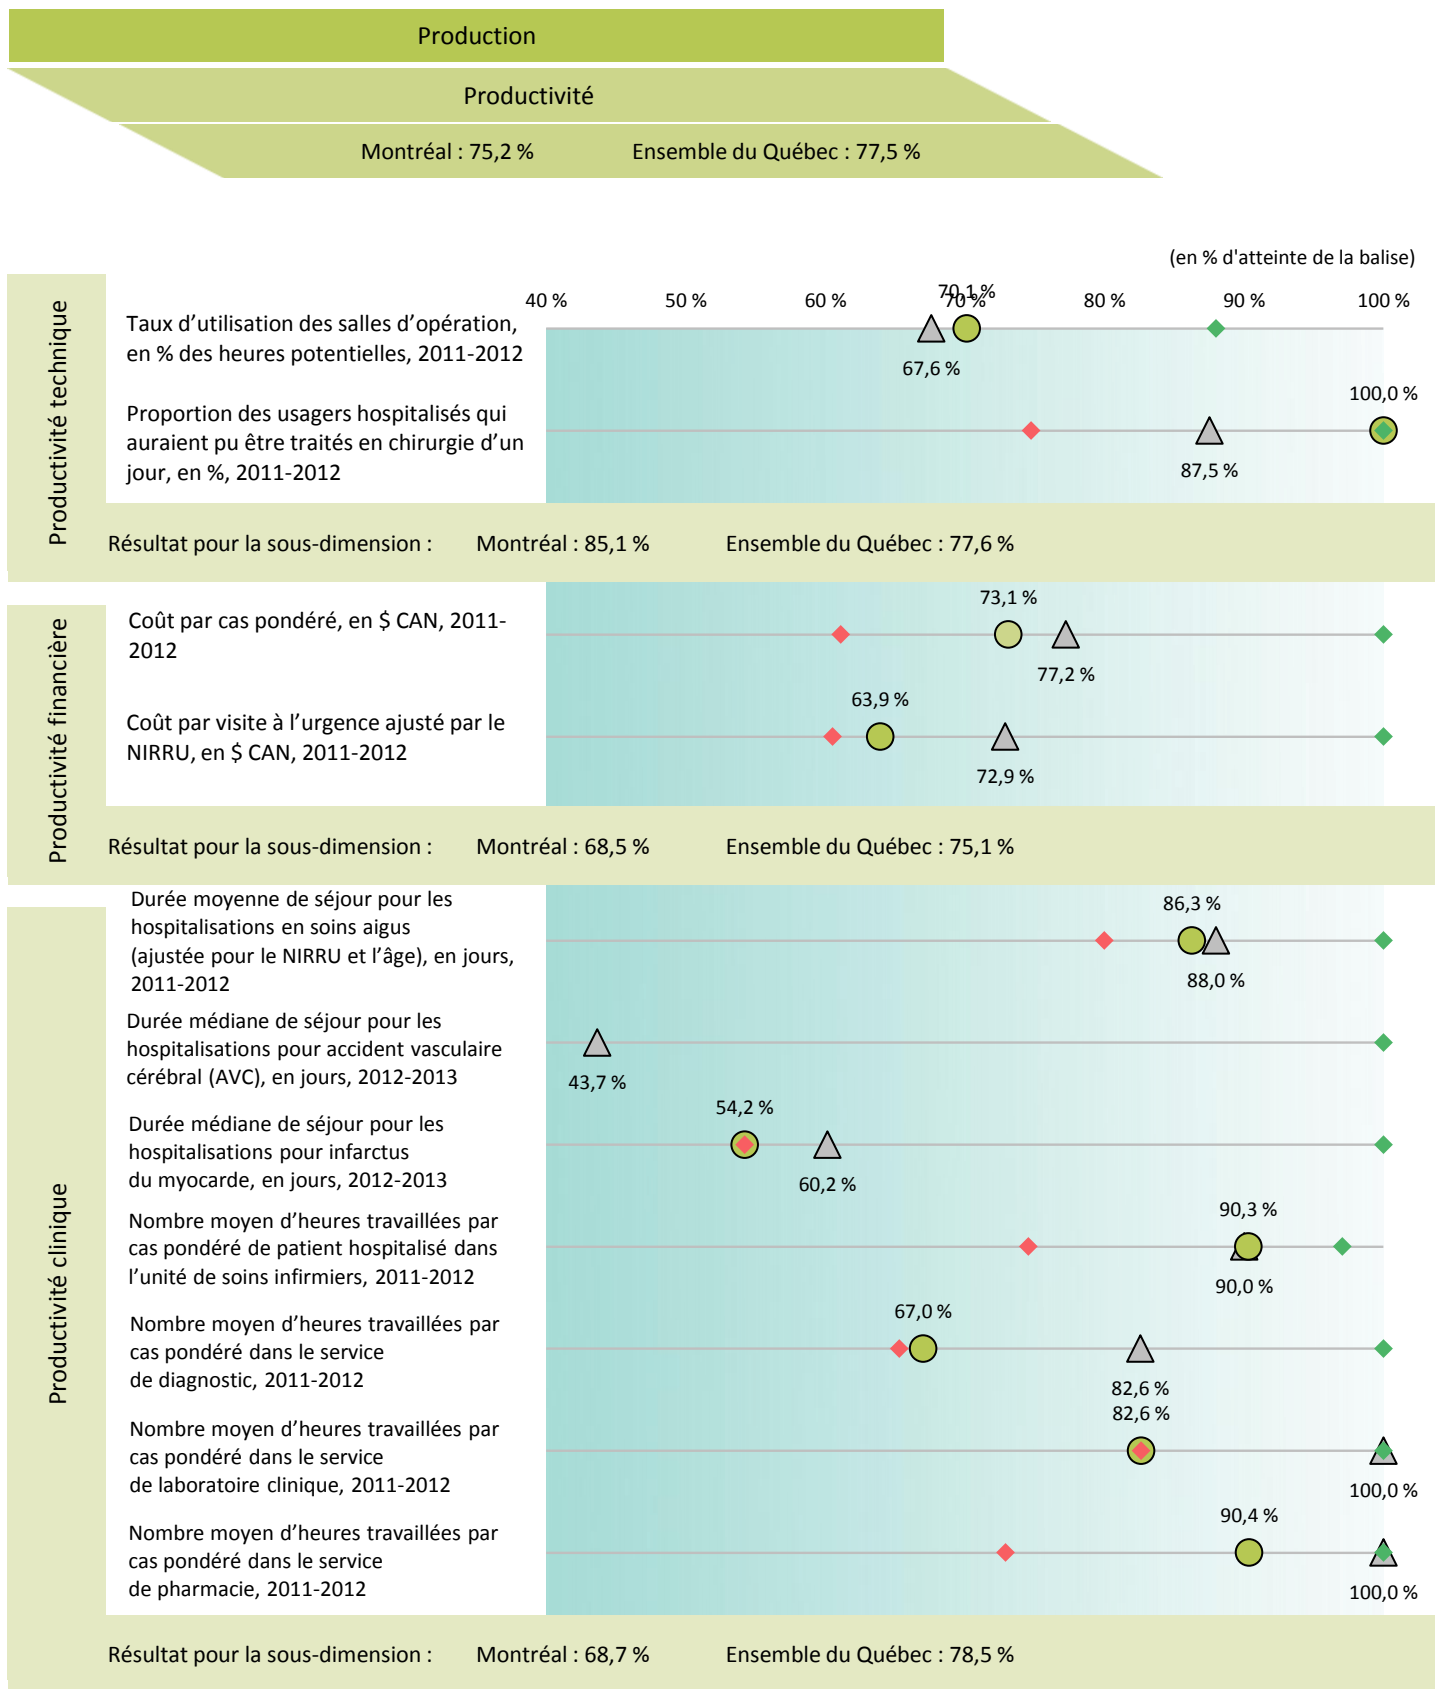 Production
Productivité
Montréal : 75,2 % Ensemble du Québec : 77,5 %
(en % d'atteinte de la balise)
40 % 50 % 60 % 70 % 80 % 90 % 100 %
Productivité technique
70,1 %
Taux d’utilisation des salles d’opération,
en % des heures potentielles, 2011-2012
67,6 %
100,0 %
Proportion des usagers hospitalisés qui
auraient pu être traités en chirurgie d’un
jour, en %, 2011-2012
87,5 %
Résultat pour la sous-dimension : Montréal : 85,1 % Ensemble du Québec : 77,6 %
Productivité financière
73,1 %
Coût par cas pondéré, en $ CAN, 2011-
2012
77,2 %
63,9 %
Coût par visite à l’urgence ajusté par le
NIRRU, en $ CAN, 2011-2012
72,9 %
Résultat pour la sous-dimension : Montréal : 68,5 % Ensemble du Québec : 75,1 %
Productivité clinique
Durée moyenne de séjour pour les
hospitalisations en soins aigus
(ajustée pour le NIRRU et l’âge), en jours,
2011-2012
86,3 %
88,0 %
Durée médiane de séjour pour les
hospitalisations pour accident vasculaire
cérébral (AVC), en jours, 2012-2013
43,7 %
54,2 %
Durée médiane de séjour pour les
hospitalisations pour infarctus
du myocarde, en jours, 2012-2013
60,2 %
90,3 %
Nombre moyen d’heures travaillées par
cas pondéré de patient hospitalisé dans
l’unité de soins infirmiers, 2011-2012
90,0 %
67,0 %
Nombre moyen d’heures travaillées par
cas pondéré dans le service
de diagnostic, 2011-2012
82,6 %
82,6 %
Nombre moyen d’heures travaillées par
cas pondéré dans le service
de laboratoire clinique, 2011-2012
100,0 %
90,4 %
Nombre moyen d’heures travaillées par
cas pondéré dans le service
de pharmacie, 2011-2012
100,0 %
Résultat pour la sous-dimension : Montréal : 68,7 % Ensemble du Québec : 78,5 %